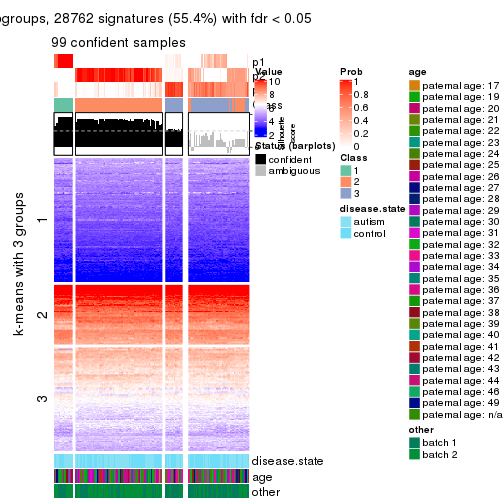 ogroups, 28762 signatures (55.4%) with fdr < 0.05
99 confident samples
p1
p2
Value
10
8
6
4
2
Silhouette
score
Status (barplots)
confident
ambiguous
Prob
1
0.8
0.6
0.4
0.2
0
Class
1
2
3
disease.state
autism
control
age
paternal age: 17
paternal age: 19
paternal age: 20
paternal age: 21
paternal age: 22
paternal age: 23
paternal age: 24
paternal age: 25
paternal age: 26
paternal age: 27
paternal age: 28
paternal age: 29
paternal age: 30
paternal age: 31
paternal age: 32
paternal age: 33
paternal age: 34
paternal age: 35
paternal age: 36
paternal age: 37
paternal age: 38
paternal age: 39
paternal age: 40
paternal age: 41
paternal age: 42
paternal age: 43
paternal age: 44
paternal age: 46
paternal age: 49
paternal age: n/a
other
batch 1
batch 2
k-means with 3 groups
1
2
3
disease.state
age
other